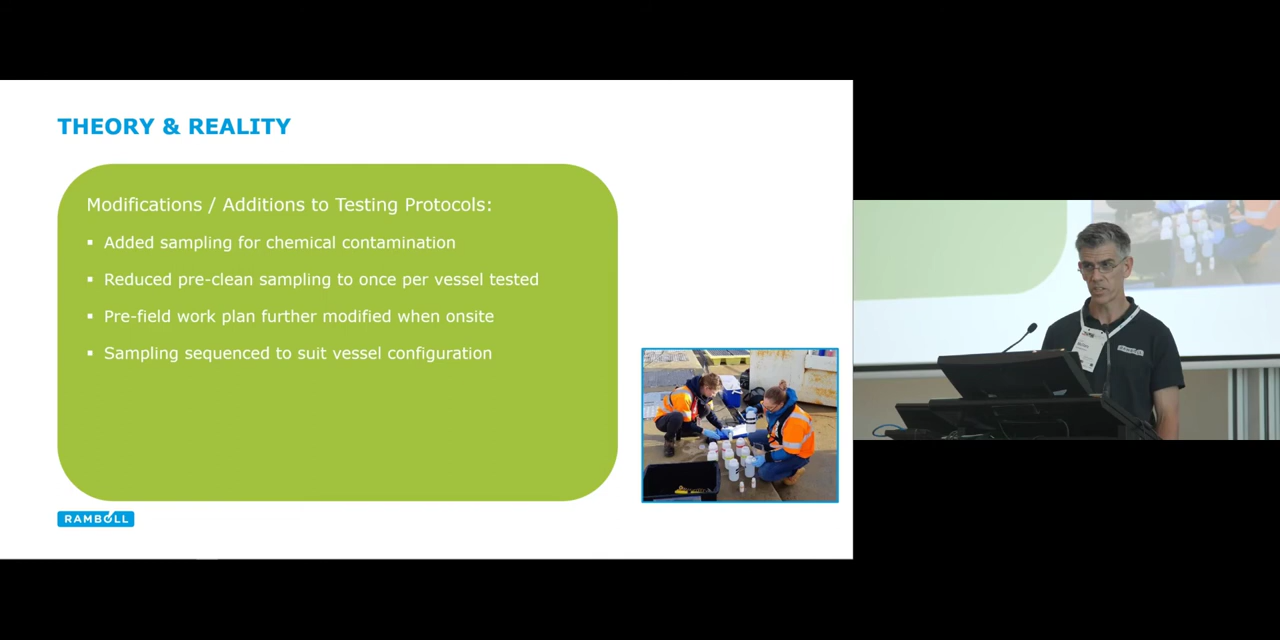 THEORY & REALITY
Modifications / Additions to Testing Protocols:
▪ Added sampling for chemical contamination
▪ Reduced pre-clean sampling to once per vessel tested
▪ Pre-field work plan further modified when onsite
▪ Sampling sequenced to suit vessel configuration
RAMBOLL